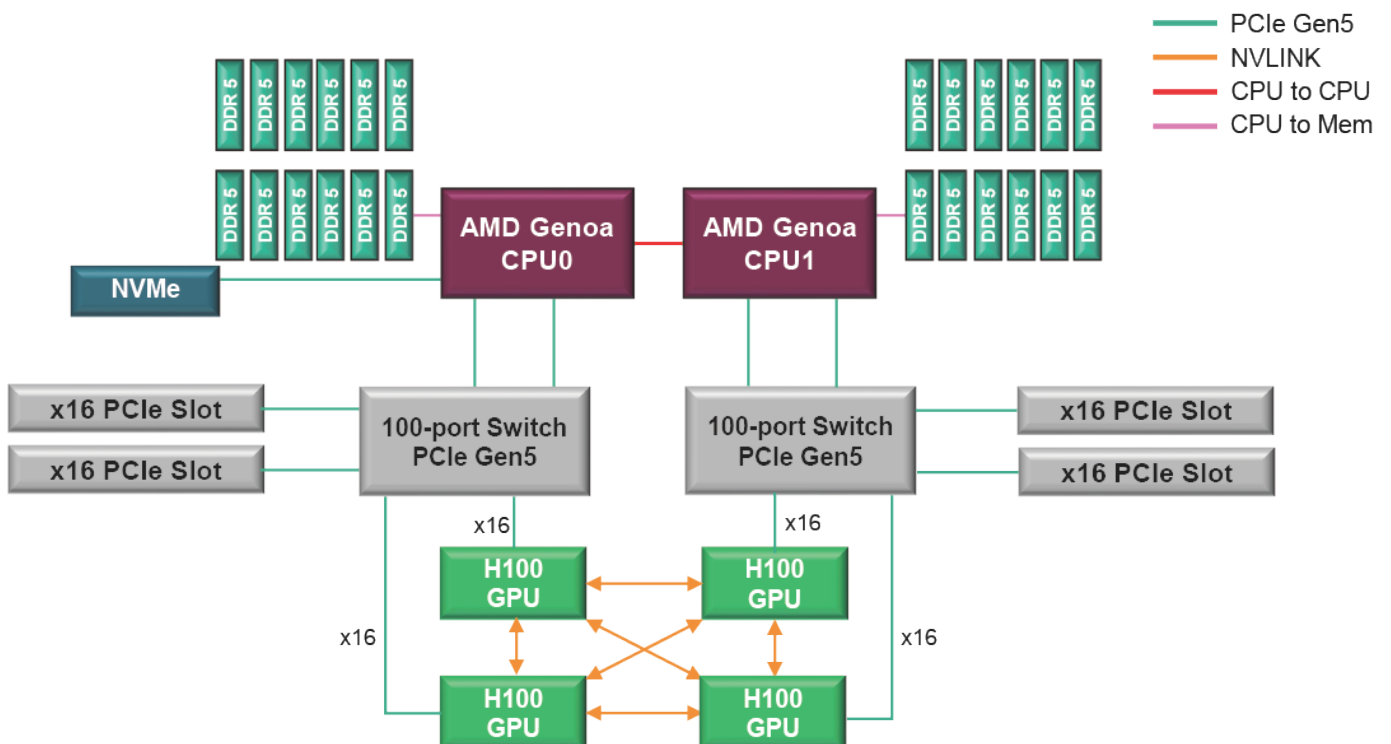 PCIe Gen5
NVLINK
CPU to CPU
CPU to Mem
DDR 5 DDR 5 DDR 5 DDR 5 DDR 5 DDR 5
DDR 5 DDR 5 DDR 5 DDR 5 DDR 5 DDR 5
DDR 5 DDR 5 DDR 5 DDR 5 DDR 5 DDR 5
DDR 5 DDR 5 DDR 5 DDR 5 DDR 5 DDR 5
AMD Genoa
CPU0
AMD Genoa
CPU1
NVMe
x16 PCIe Slot
x16 PCIe Slot
100-port Switch
PCIe Gen5
100-port Switch
PCIe Gen5
x16 PCIe Slot
x16 PCIe Slot
x16
x16
H100
GPU
H100
GPU
x16
x16
H100
GPU
H100
GPU